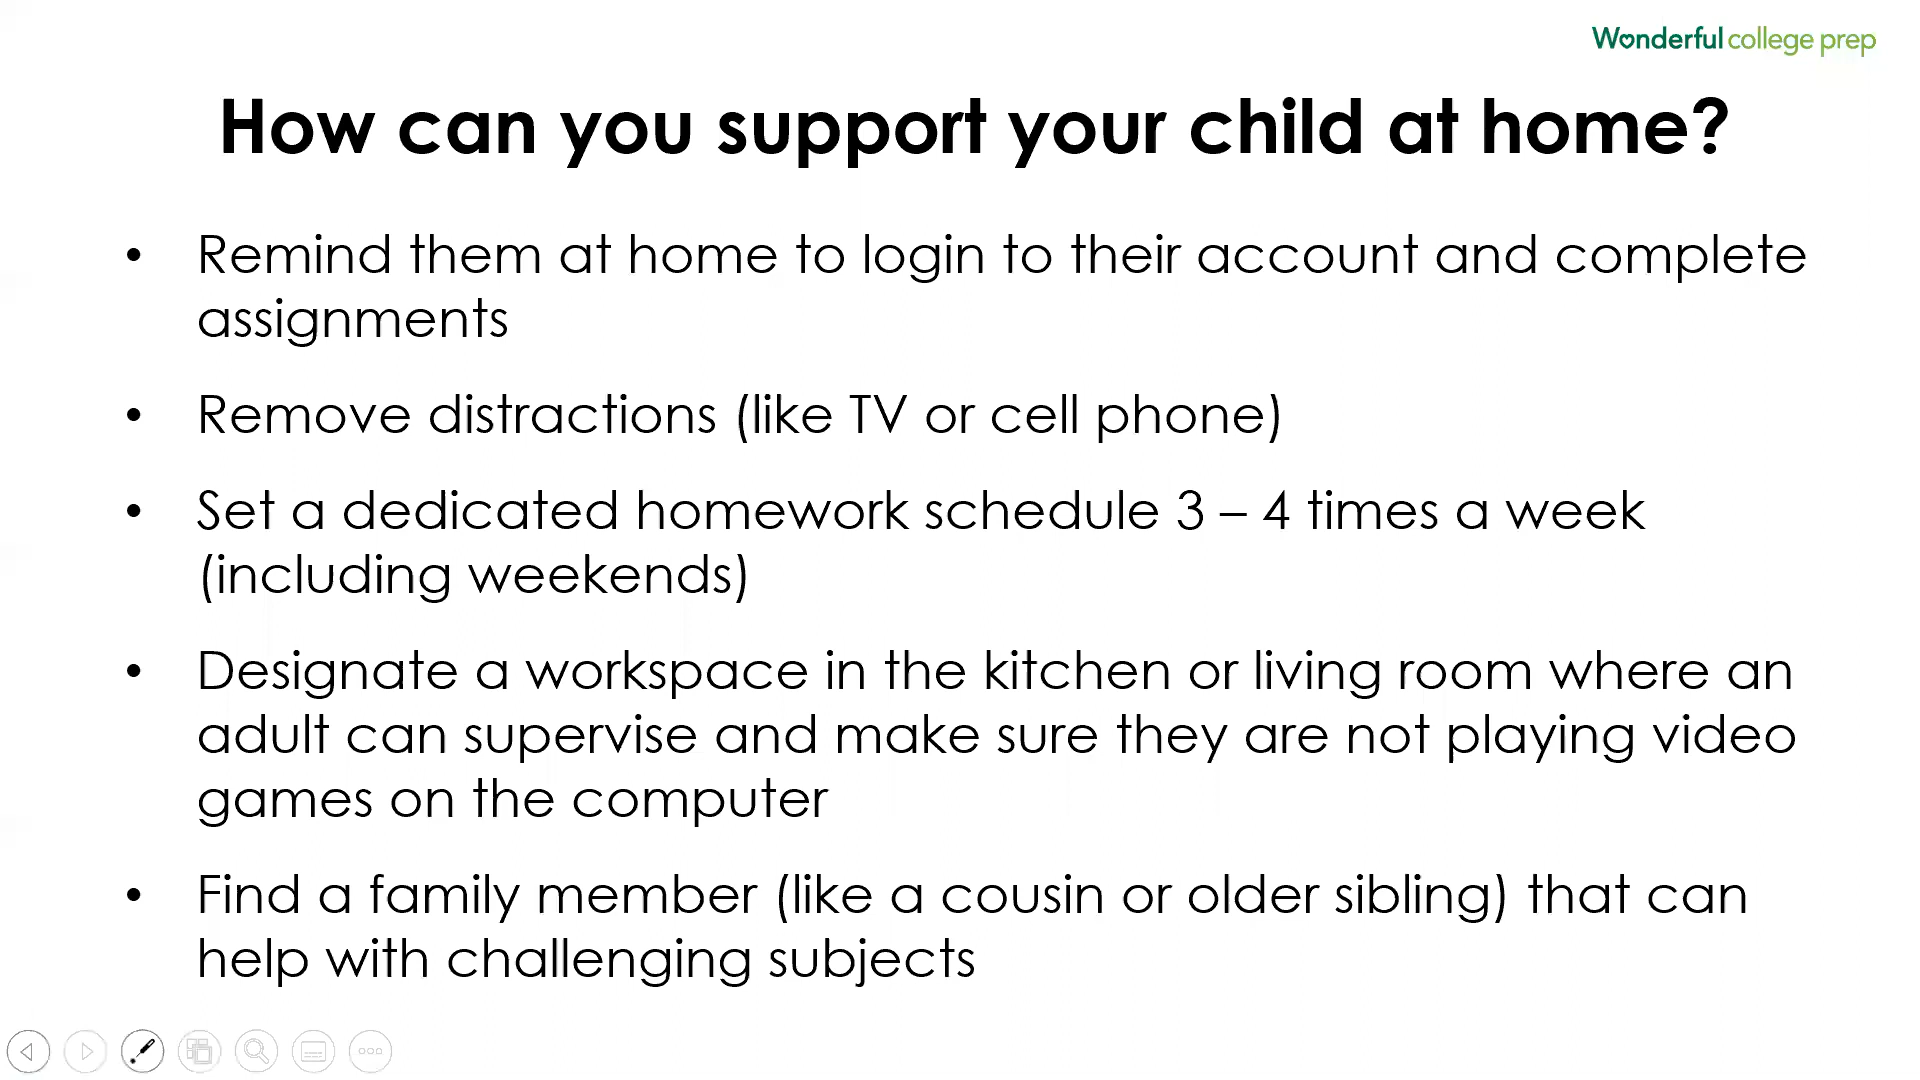 Wonderful college prep
How can you support your child at home?
• Remind them at home to login to their account and complete
assignments
• Remove distractions (like TV or cell phone)
• Set a dedicated homework schedule 3 – 4 times a week
(including weekends)
• Designate a workspace in the kitchen or living room where an
adult can supervise and make sure they are not playing video
games on the computer
• Find a family member (like a cousin or older sibling) that can
help with challenging subjects